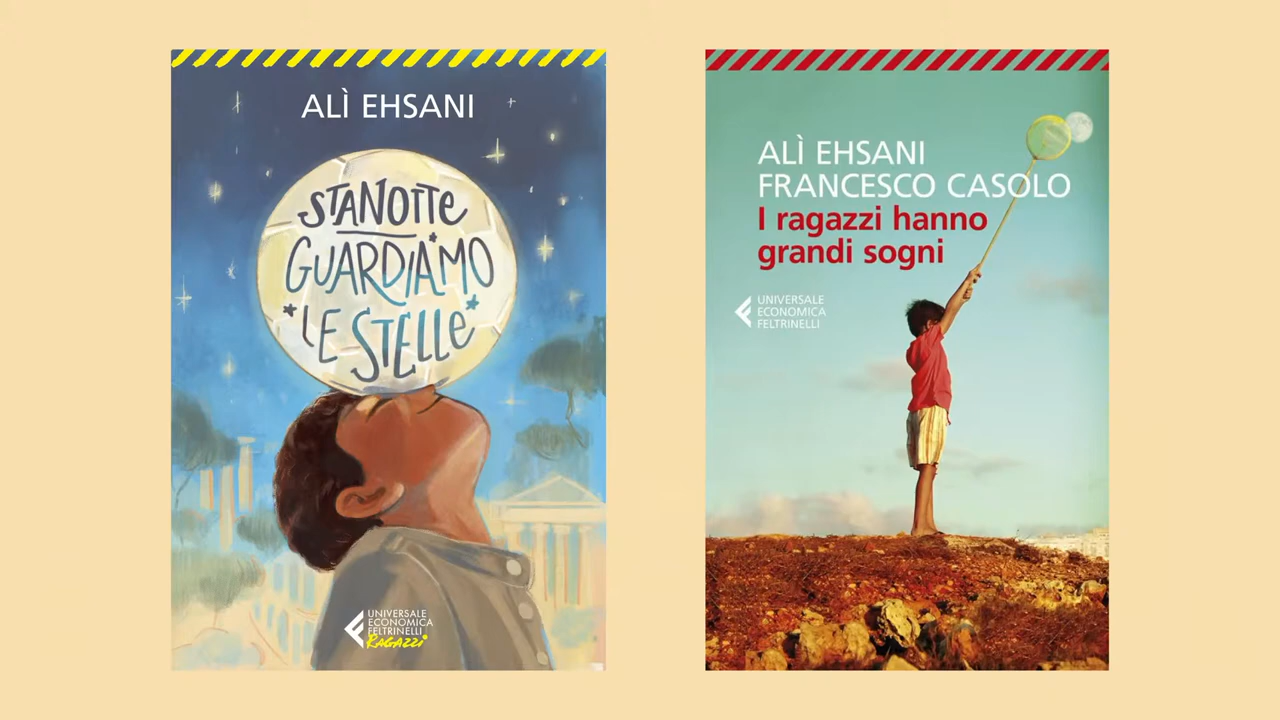 ALÌ EHSANI
STANOTTE
GUARDIAMO
LE STELLE
UNIVERSALE
ECONOMICA
FELTRINELLI
RAGAZZI
ALÌ EHSANI
FRANCESCO CASOLO
I ragazzi hanno
grandi sogni
UNIVERSALE
ECONOMICA
FELTRINELLI